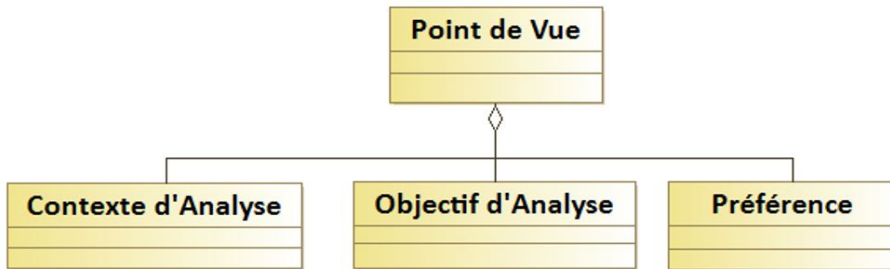 Point de Vue
Contexte d'Analyse
Objectif d'Analyse
Préférence